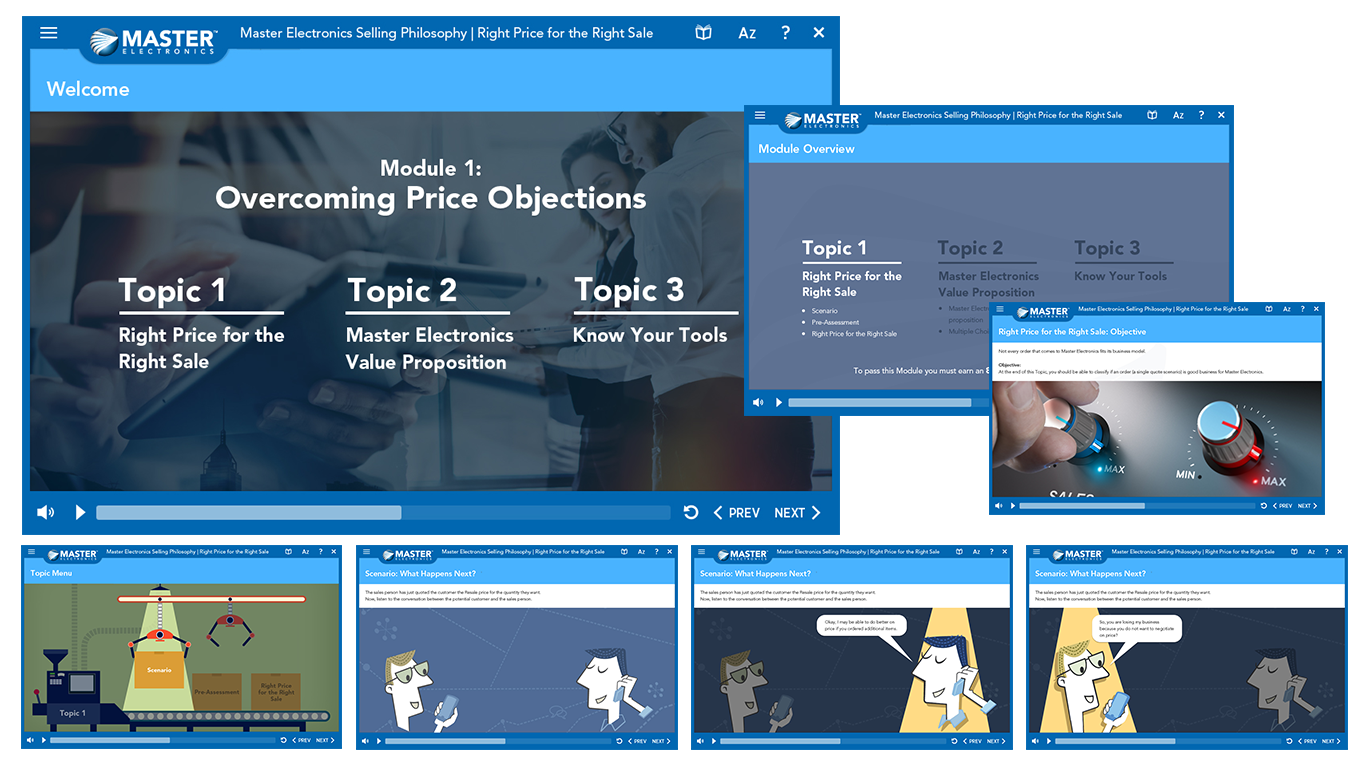 MASTER
ELECTRONICS
Master Electronics Selling Philosophy | Right Price for the Right Sale
Az
?
Welcome
Module 1:
Overcoming Price Objections
Topic 1
Right Price for the
Right Sale
Topic 2
Master Electronics
Value Proposition
Topic 3
Know Your Tools
PREV
NEXT
MASTER
ELECTRONICS
Master Electronics Selling Philosophy | Right Price for the Right Sale
Az
?
Module Overview
Topic 1
Right Price for the
Right Sale
• Scenario
• Pre-Assessment
• Right Price for the Right Sale
Topic 2
Master Electronics
Value Proposition
• Master
proposition
• Multiple
Topic 3
Know Your Tools
To pass this Module you must earn an
MASTER
ELECTRONICS
Master Electronics Selling Philosophy | Right Price for the Right Sale
Az
?
Right Price for the Right Sale: Objective
Not every order that comes to Master Electronics fits its business model.
Objective:
At the end of this Topic, you should be able to classify if an order (a single quote scenario) is good business for Master Electronics.
MAX
SALES
MIN
MAX
PREV
NEXT
MASTER
ELECTRONICS
Master Electronics Selling Philosophy | Right Price for the Right Sale
Az
?
Topic Menu
Scenario
Pre-Assessment
Right Price
for the Right
Sale
Topic 1
PREV
NEXT
MASTER
ELECTRONICS
Master Electronics Selling Philosophy | Right Price for the Right Sale
Az
?
Scenario: What Happens Next?
The sales person has just quoted the customer the Resale price for the quantity they want.
Now, listen to the conversation between the potential customer and the sales person.
PREV
NEXT
MASTER
ELECTRONICS
Master Electronics Selling Philosophy | Right Price for the Right Sale
Az
?
Scenario: What Happens Next?
The sales person has just quoted the customer the Resale price for the quantity they want.
Now, listen to the conversation between the potential customer and the sales person.
Okay, I may be able to do better on
price if you ordered additional items.
PREV
NEXT
MASTER
ELECTRONICS
Master Electronics Selling Philosophy | Right Price for the Right Sale
Az
?
Scenario: What Happens Next?
The sales person has just quoted the customer the Resale price for the quantity they want.
Now, listen to the conversation between the potential customer and the sales person.
So, you are losing my business
because you do not want to negotiate
on price?
PREV
NEXT